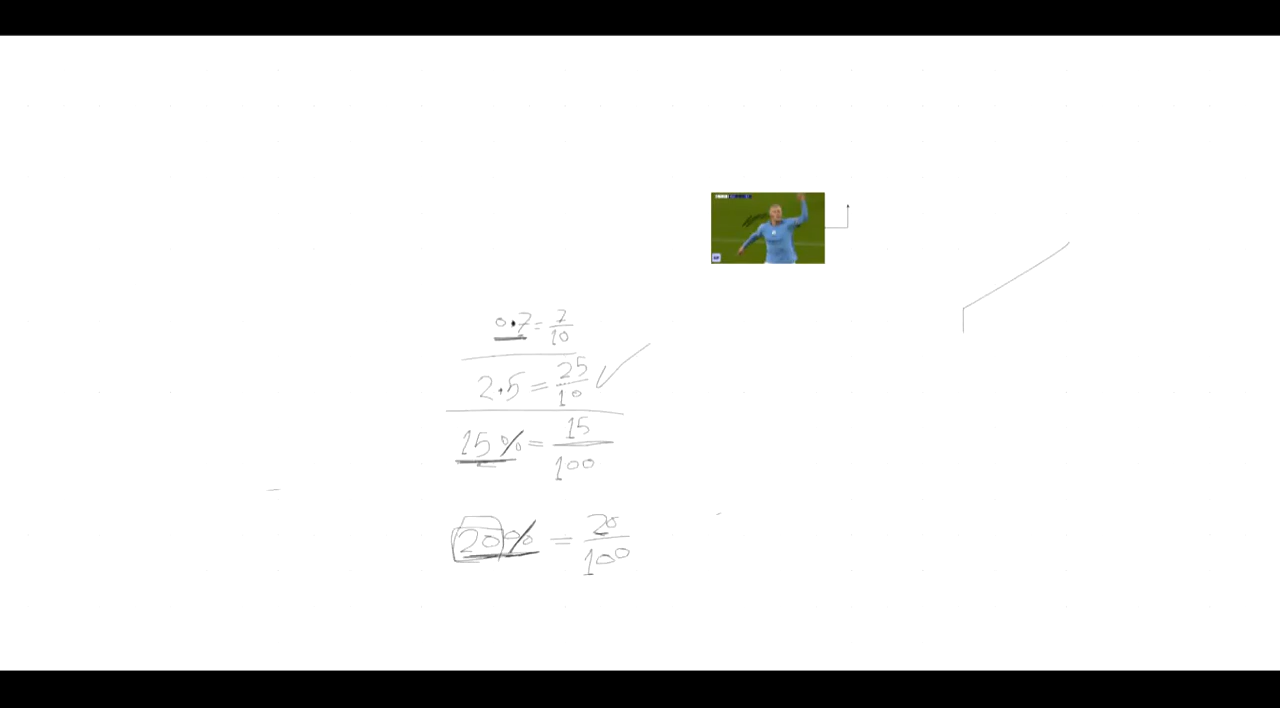 0.7 = 7/10
2.5 = 25/10 ✓
15% = 15/100
20% = 20/100